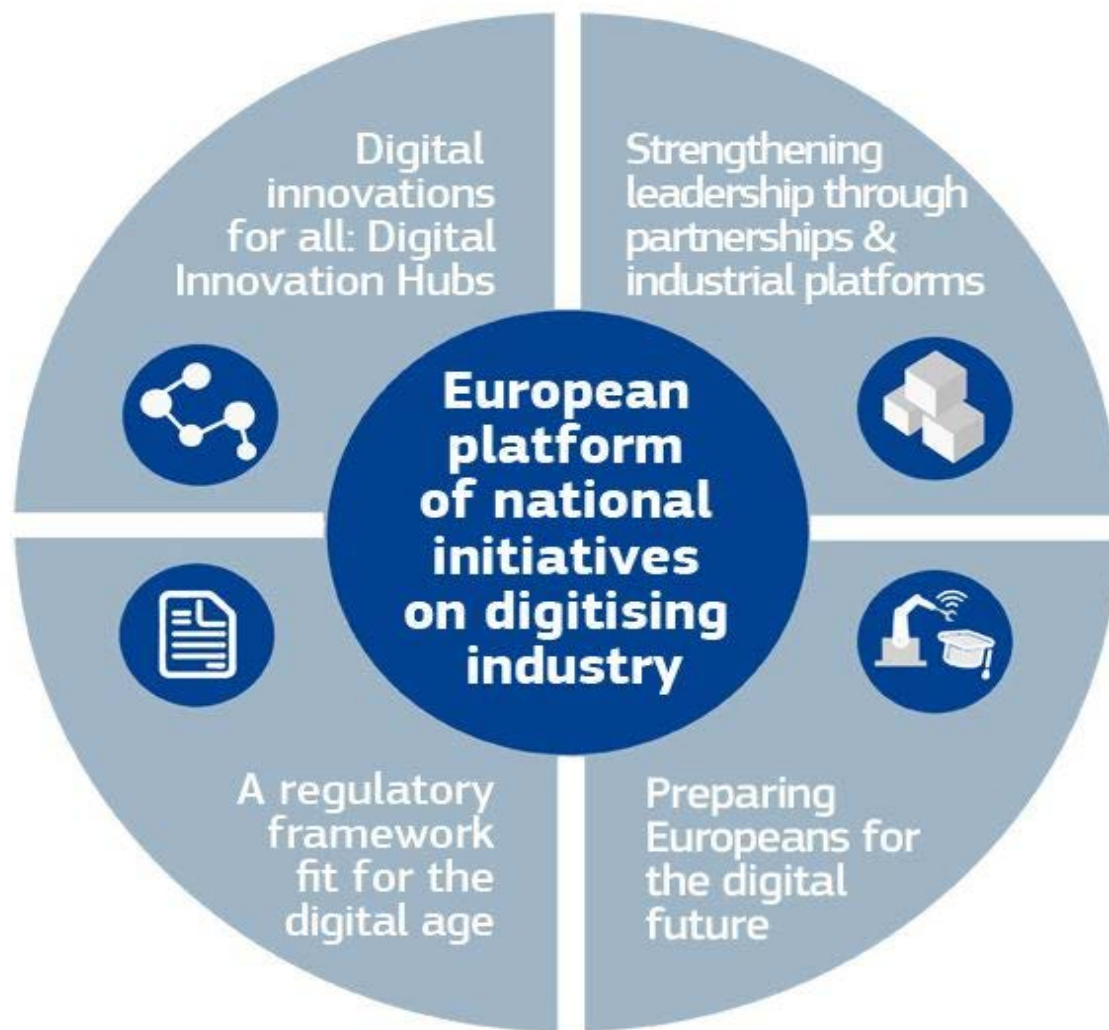 Digital
innovations
for all: Digital
Innovation Hubs
Strengthening
leadership through
partnerships &
industrial platforms
European
platform
of national
initiatives
on digitising
industry
A regulatory
framework
fit for the
digital age
Preparing
Europeans for
the digital
future